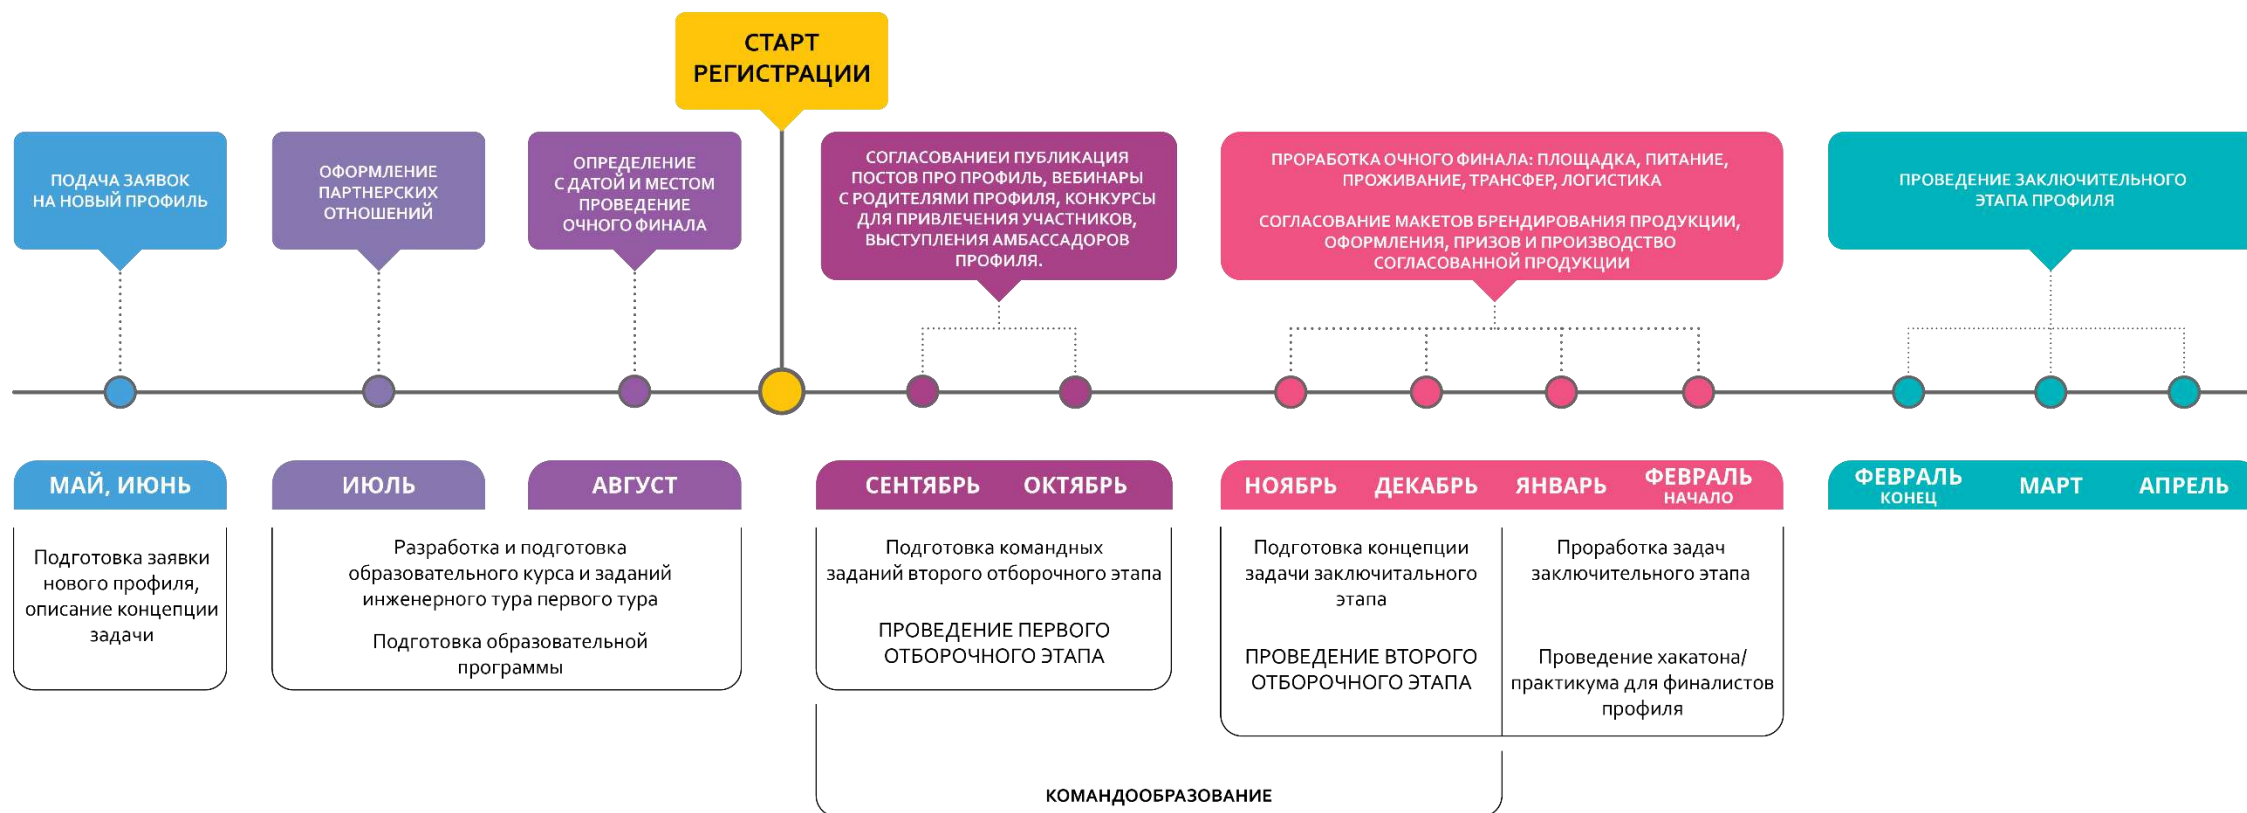 СТАРТ
РЕГИСТРАЦИИ
ПОДАЧА ЗАЯВОК
НА НОВЫЙ ПРОФИЛЬ
ОФОРМЛЕНИЕ
ПАРТНЕРСКИХ
ОТНОШЕНИЙ
ОПРЕДЕЛЕНИЕ
С ДАТОЙ И МЕСТОМ
ПРОВЕДЕНИЕ
ОЧНОГО ФИНАЛА
СОГЛАСОВАНИЕИ ПУБЛИКАЦИЯ
ПОСТОВ ПРО ПРОФИЛЬ, ВЕБИНАРЫ
С РОДИТЕЛЯМИ ПРОФИЛЯ, КОНКУРСЫ
ДЛЯ ПРИВЛЕЧЕНИЯ УЧАСТНИКОВ,
ВЫСТУПЛЕНИЯ АМБАССАДОРОВ
ПРОФИЛЯ.
ПРОРАБОТКА ОЧНОГО ФИНАЛА: ПЛОЩАДКА, ПИТАНИЕ,
ПРОЖИВАНИЕ, ТРАНСФЕР, ЛОГИСТИКА
СОГЛАСОВАНИЕ МАКЕТОВ БРЕНДИРОВАНИЯ ПРОДУКЦИИ,
ОФОРМЛЕНИЯ, ПРИЗОВ И ПРОИЗВОДСТВО
СОГЛАСОВАННОЙ ПРОДУКЦИИ
ПРОВЕДЕНИЕ ЗАКЛЮЧИТЕЛЬНОГО
ЭТАПА ПРОФИЛЯ
МАЙ, ИЮНЬ
ИЮЛЬ
АВГУСТ
СЕНТЯБРЬ
ОКТЯБРЬ
НОЯБРЬ
ДЕКАБРЬ
ЯНВАРЬ
ФЕВРАЛЬ
НАЧАЛО
ФЕВРАЛЬ
КОНЕЦ
МАРТ
АПРЕЛЬ
Подготовка заявки
нового профиля,
описание концепции
задачи
Разработка и подготовка
образовательного курса и заданий
инженерного тура первого тура
Подготовка образовательной
программы
Подготовка командных
заданий второго отборочного этапа
ПРОВЕДЕНИЕ ПЕРВОГО
ОТБОРОЧНОГО ЭТАПА
Подготовка концепции
задачи заключитального
этапа
ПРОВЕДЕНИЕ ВТОРОГО
ОТБОРОЧНОГО ЭТАПА
Проработка задач
заключительного этапа
Проведение хакатона/
практикума для финалистов
профиля
КОМАНДООБРАЗОВАНИЕ